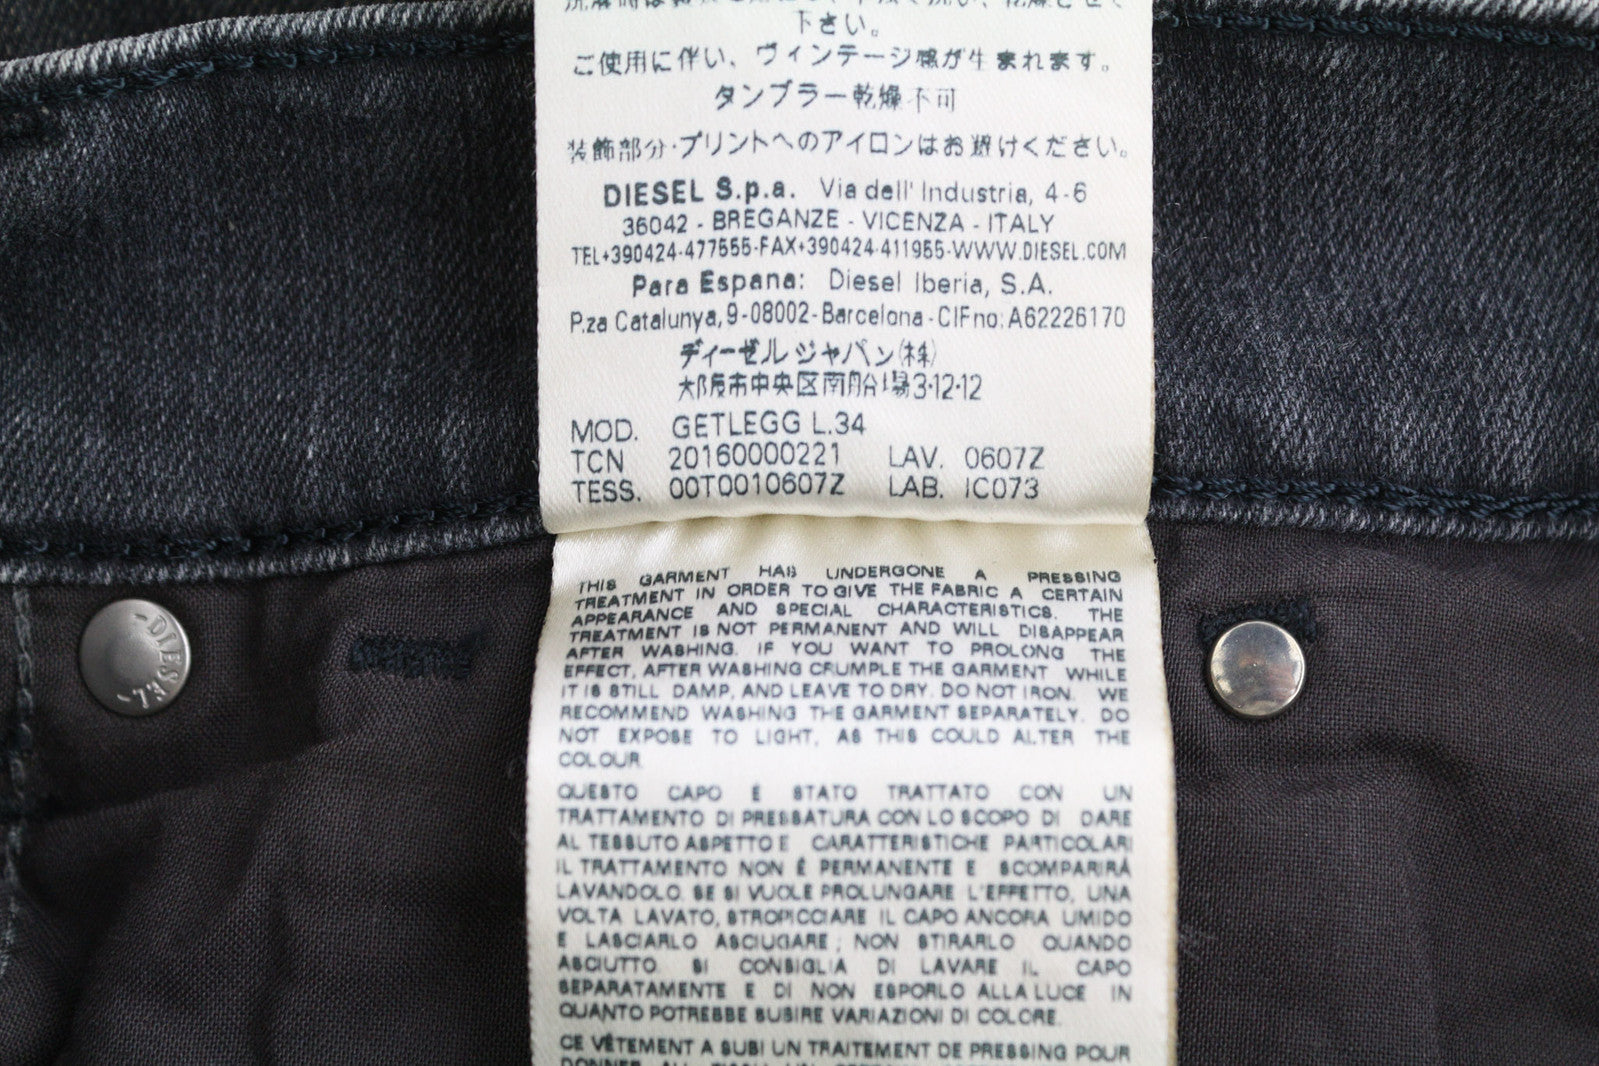 下さい。
ご使用に伴い、ヴィンテージ感が生まれます。
タンブラー乾燥不可
装飾部分・プリントへのアイロンはお避けください。
DIESEL S.p.a. Via dell' Industria, 4-6
36042 - BREGANZE - VICENZA - ITALY
TEL+390424-477555-FAX+390424-411955-WWW.DIESEL.COM
Para Espana: Diesel Iberia, S.A.
P.za Catalunya, 9-08002-Barcelona-CIFno: A62226170
ディーゼル ジャパン(株)
大阪市中央区南船場3-12-12
MOD. GETLEGG L.34
TCN 20160000221 LAV. 0607Z
TESS. 00T0010607Z LAB. IC073
THIS GARMENT HAS UNDERGONE A PRESSING
TREATMENT IN ORDER TO GIVE THE FABRIC A CERTAIN
APPEARANCE AND SPECIAL CHARACTERISTICS. THE
TREATMENT IS NOT PERMANENT AND WILL DISAPPEAR
AFTER WASHING. IF YOU WANT TO PROLONG THE
EFFECT, AFTER WASHING CRUMPLE THE GARMENT WHILE
IT IS STILL DAMP, AND LEAVE TO DRY. DO NOT IRON. WE
RECOMMEND WASHING THE GARMENT SEPARATELY. DO
NOT EXPOSE TO LIGHT, AS THIS COULD ALTER THE
COLOUR
QUESTO CAPO È STATO TRATTATO CON UN
TRATTAMENTO DI PRESSATURA CON LO SCOPO DI DARE
AL TESSUTO ASPETTO E CARATTERISTICHE PARTICOLARI
IL TRATTAMENTO NON È PERMANENTE E SCOMPARIRÀ
LAVANDOLO. SE SI VUOLE PROLUNGARE L'EFFETTO, UNA
VOLTA LAVATO, STROPICCIARE IL CAPO ANCORA UMIDO
E LASCIARLO ASCIUGARE; NON STIRARLO QUANDO
ASCIUTTO. SI CONSIGLIA DI LAVARE IL CAPO
SEPARATAMENTE E DI NON ESPORLO ALLA LUCE IN
QUANTO POTREBBE SUBIRE VARIAZIONI DI COLORE.
CE VÊTEMENT A SUBI UN TRAITEMENT DE PRESSING POUR
-DIESEL-